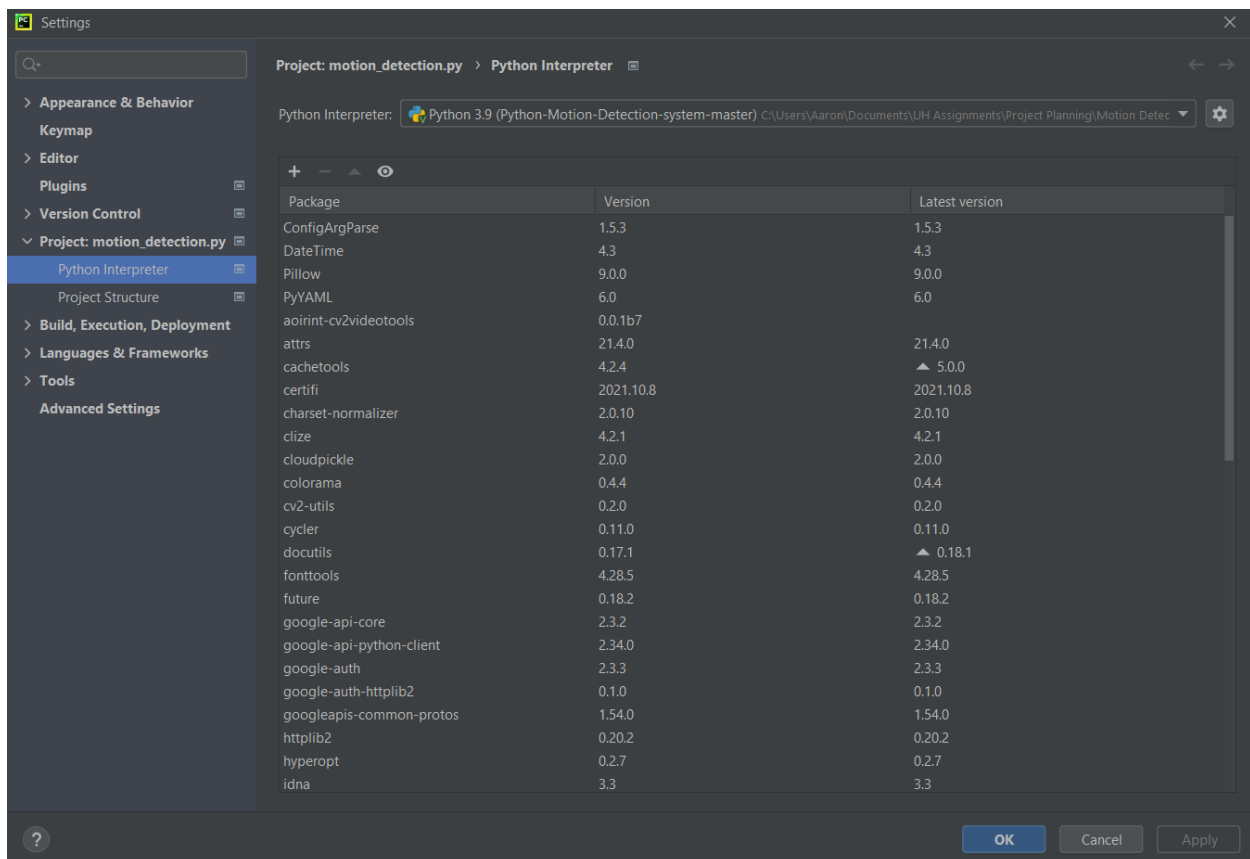 Settings
Appearance & Behavior
Keymap
Editor
Plugins
Version Control
Project: motion_detection.py
Python Interpreter
Project Structure
Build, Execution, Deployment
Languages & Frameworks
Tools
Advanced Settings
Project: motion_detection.py > Python Interpreter
Python Interpreter: Python 3.9 (Python-Motion-Detection-system-master) C:\Users\Aaron\Documents\UH Assignments\Project Planning\Motion Detec
Package Version Latest version
ConfigArgParse 1.5.3 1.5.3
DateTime 4.3 4.3
Pillow 9.0.0 9.0.0
PyYAML 6.0 6.0
aoirint-cv2videotools 0.0.1b7
attrs 21.4.0 21.4.0
cachetools 4.2.4 5.0.0
certifi 2021.10.8 2021.10.8
charset-normalizer 2.0.10 2.0.10
clize 4.2.1 4.2.1
cloudpickle 2.0.0 2.0.0
colorama 0.4.4 0.4.4
cv2-utils 0.2.0 0.2.0
cycler 0.11.0 0.11.0
docutils 0.17.1 0.18.1
fonttools 4.28.5 4.28.5
future 0.18.2 0.18.2
google-api-core 2.3.2 2.3.2
google-api-python-client 2.34.0 2.34.0
google-auth 2.3.3 2.3.3
google-auth-httplib2 0.1.0 0.1.0
googleapis-common-protos 1.54.0 1.54.0
httplib2 0.20.2 0.20.2
hyperopt 0.2.7 0.2.7
idna 3.3 3.3
? OK Cancel Apply